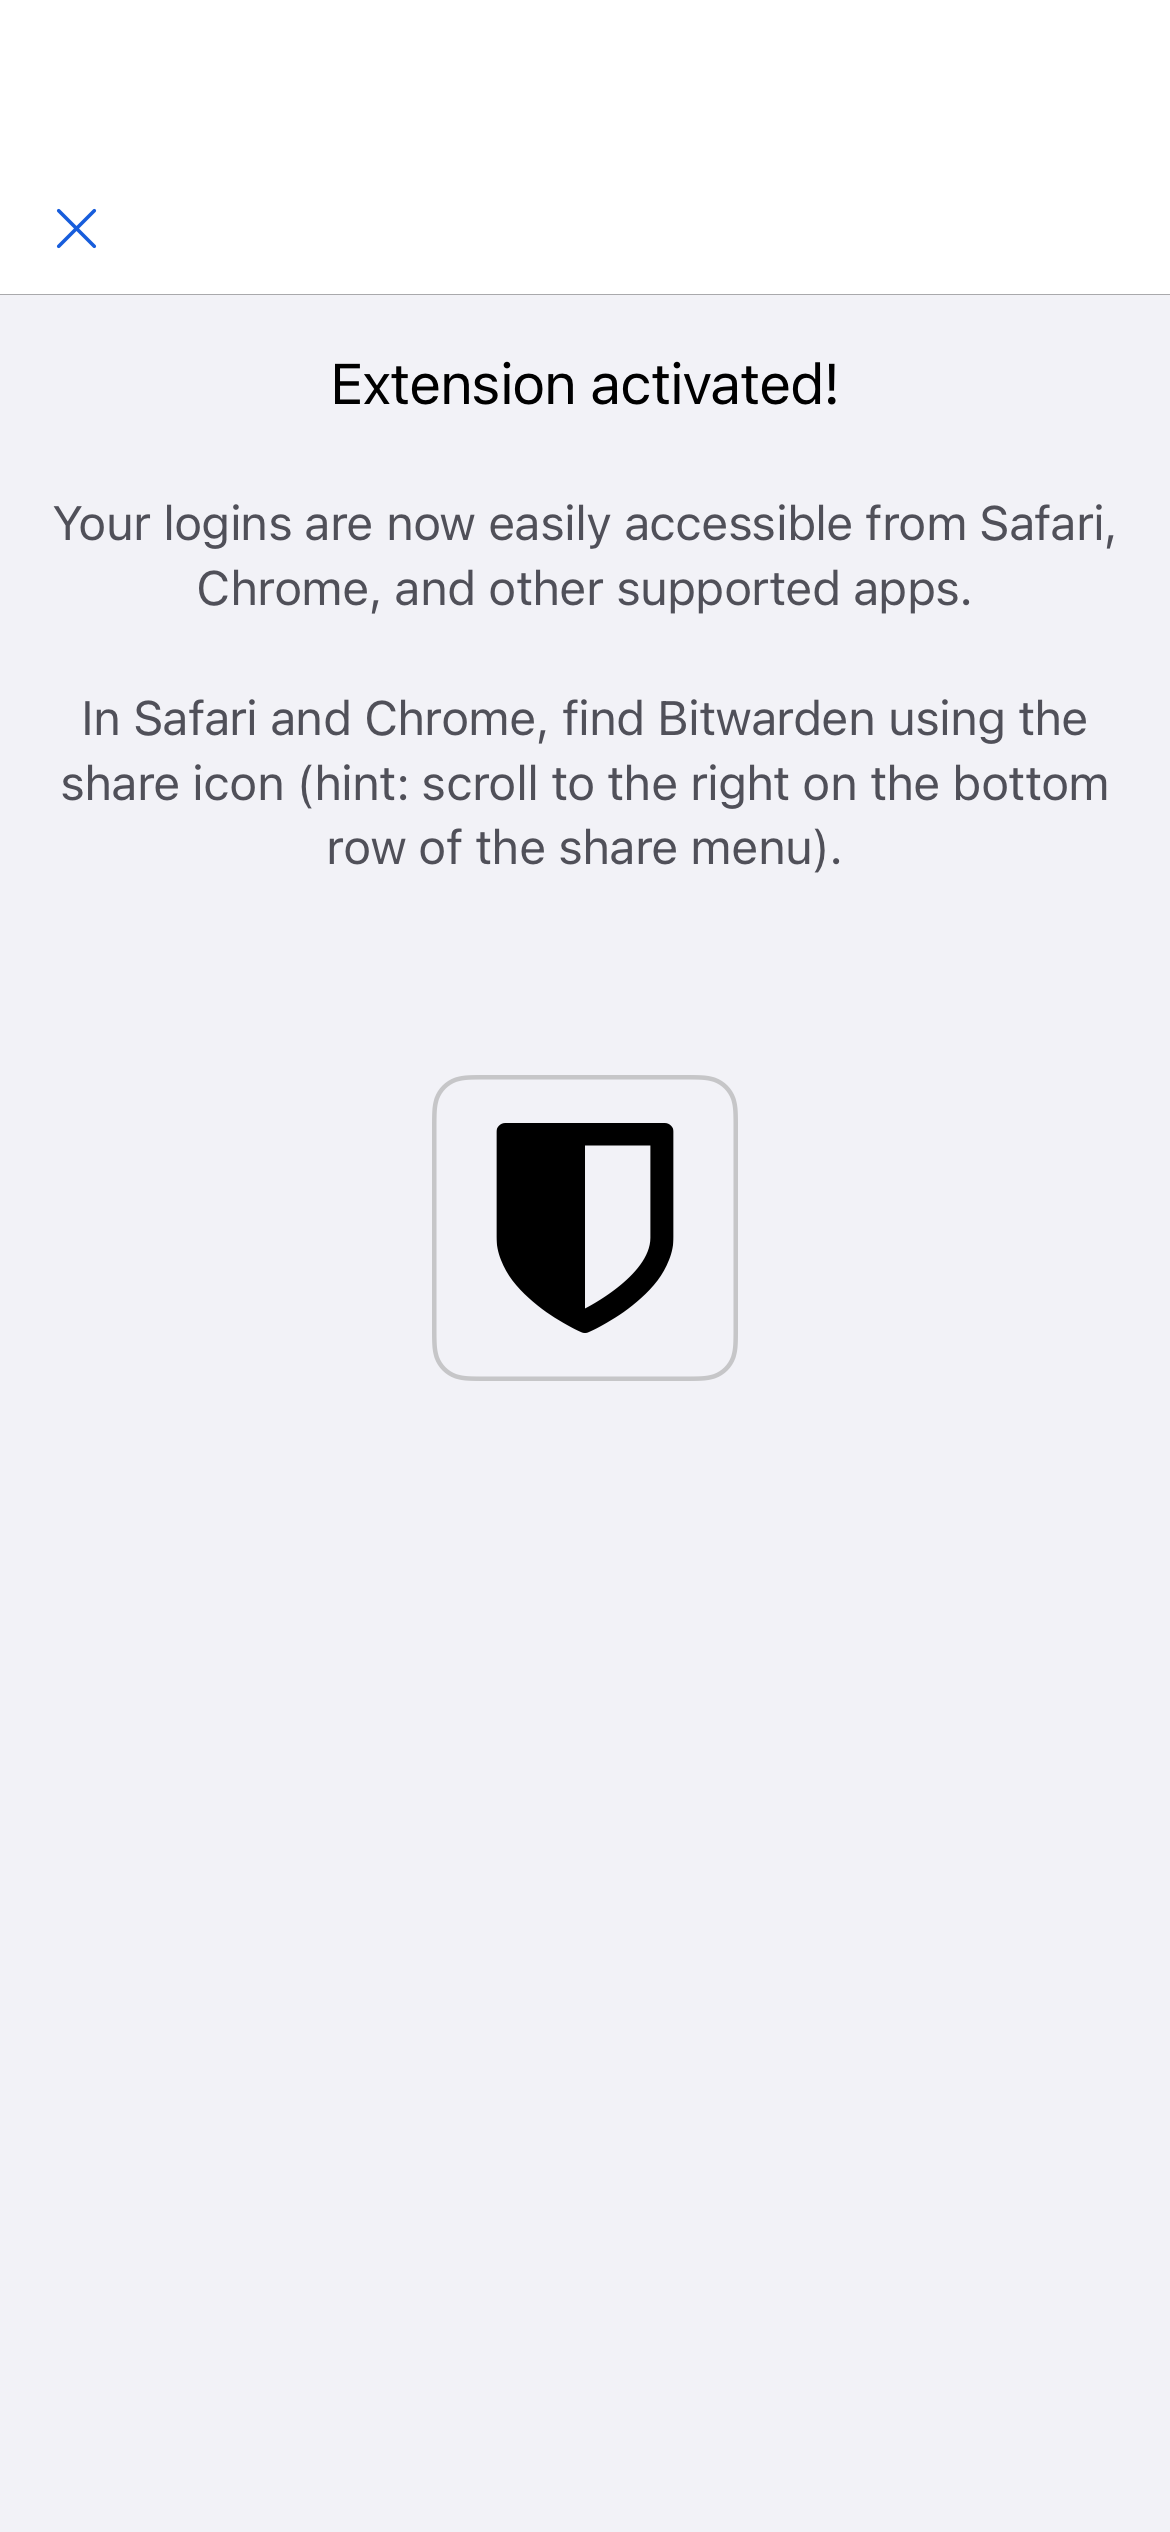 Extension activated!
Your logins are now easily accessible from Safari,
Chrome, and other supported apps.
In Safari and Chrome, find Bitwarden using the
share icon (hint: scroll to the right on the bottom
row of the share menu).